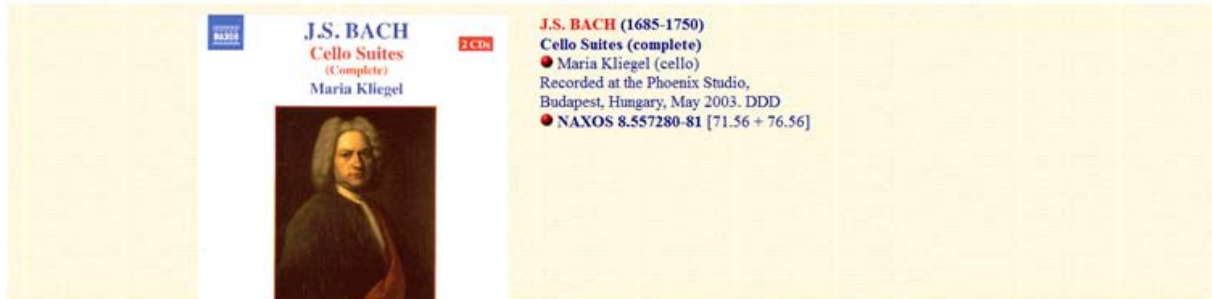 NAXOS
J.S. BACH
Cello Suites
(Complete)
Maria Kliegel
2 CDs
J.S. BACH (1685-1750)
Cello Suites (complete)
Maria Kliegel (cello)
Recorded at the Phoenix Studio,
Budapest, Hungary, May 2003. DDD
NAXOS 8.557280-81 [71.56 + 76.56]